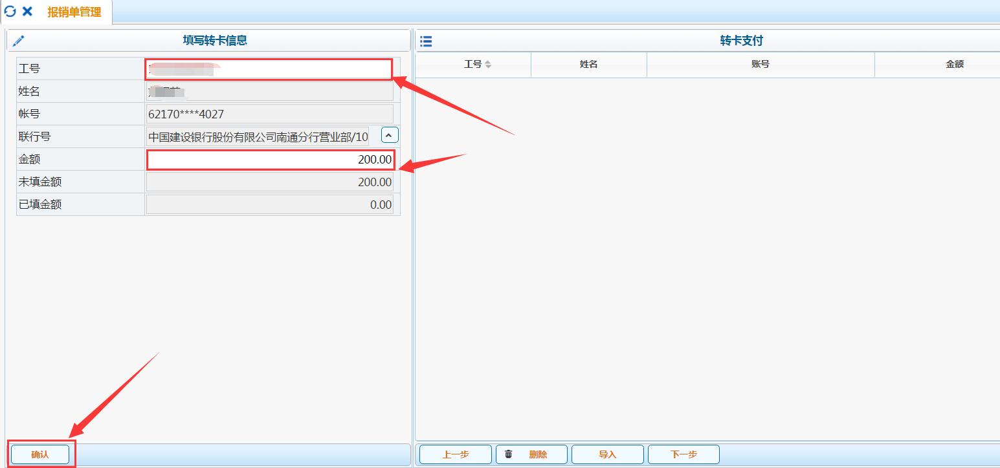 报销单管理
填写转卡信息
工号
姓名
帐号 62170****4027
联行号 中国建设银行股份有限公司南通分行营业部/10
金额 200.00
未填金额 200.00
已填金额 0.00
确认
转卡支付
工号 姓名 账号 金额
上一步 删除 导入 下一步